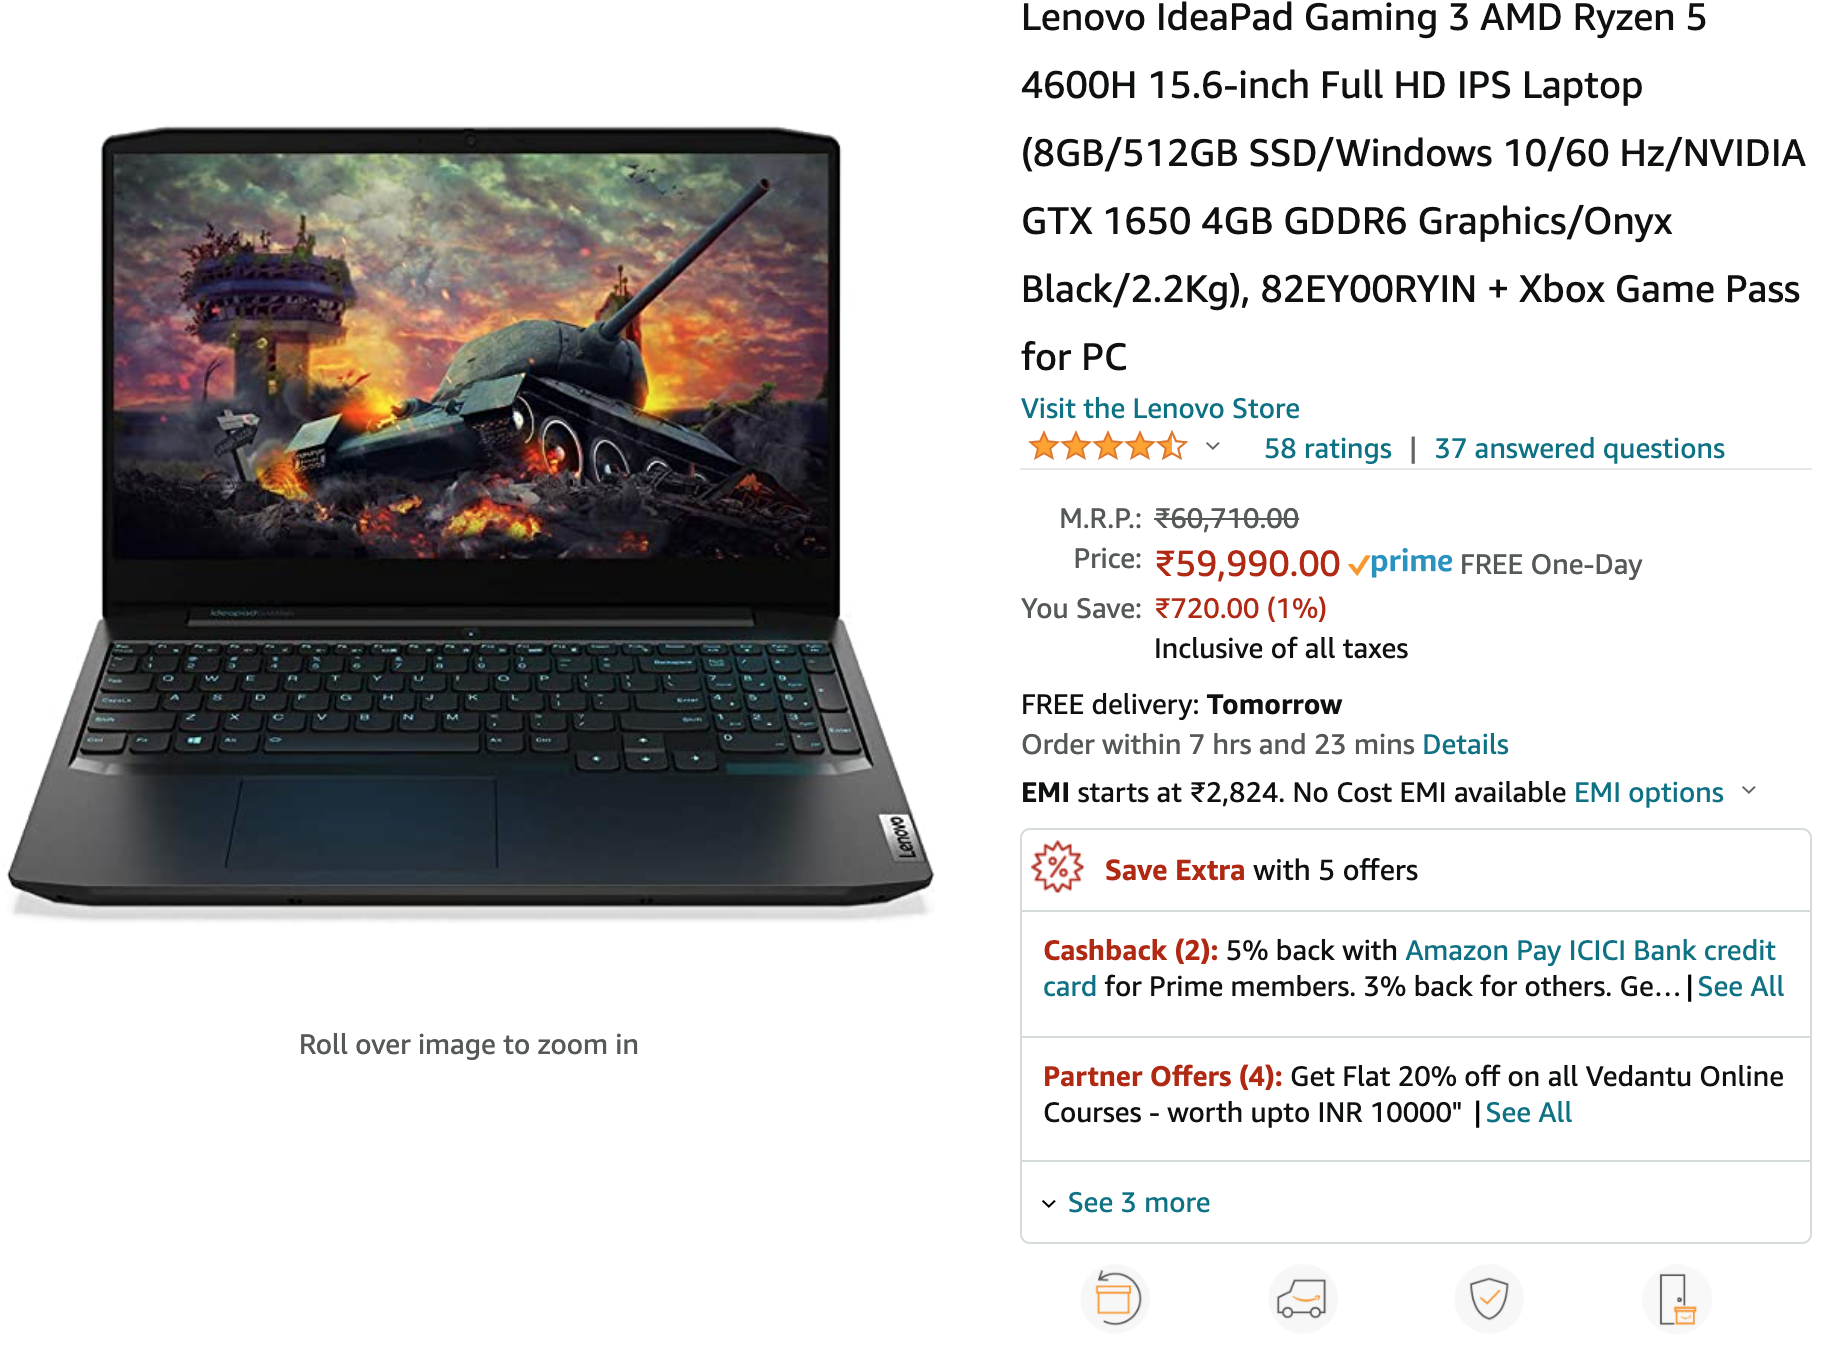 Lenovo IdeaPad Gaming 3 AMD Ryzen 5
4600H 15.6-inch Full HD IPS Laptop
(8GB/512GB SSD/Windows 10/60 Hz/NVIDIA
GTX 1650 4GB GDDR6 Graphics/Onyx
Black/2.2Kg), 82EY00RYIN + Xbox Game Pass
for PC
Visit the Lenovo Store
58 ratings | 37 answered questions
M.R.P.: ₹60,710.00
Price: ₹59,990.00 prime FREE One-Day
You Save: ₹720.00 (1%)
Inclusive of all taxes
FREE delivery: Tomorrow
Order within 7 hrs and 23 mins Details
EMI starts at ₹2,824. No Cost EMI available EMI options
Save Extra with 5 offers
Cashback (2): 5% back with Amazon Pay ICICI Bank credit
card for Prime members. 3% back for others. Ge… | See All
Partner Offers (4): Get Flat 20% off on all Vedantu Online
Courses - worth upto INR 10000" | See All
See 3 more
ideapad
Q W E R T Y U I O P
A S D F G H J K L
Z X C V B N M
Lenovo
Roll over image to zoom in